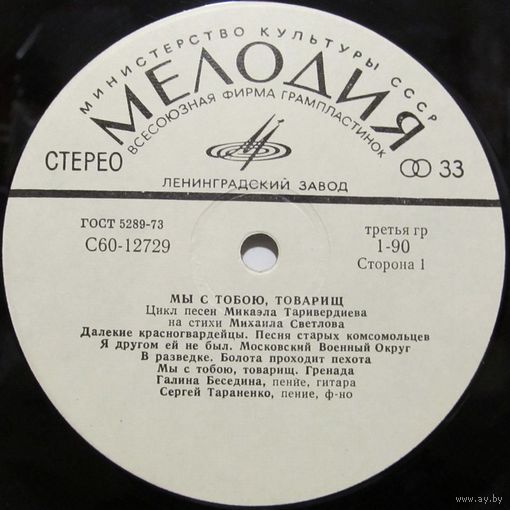 МИНИСТЕРСТВО КУЛЬТУРЫ СССР
МЕЛОДИЯ
ВСЕСОЮЗНАЯ ФИРМА ГРАМПЛАСТИНОК
СТЕРЕО
33
ЛЕНИНГРАДСКИЙ ЗАВОД
ГОСТ 5289-73
третья гр
С60-12729
1-90
Сторона 1
МЫ С ТОБОЮ, ТОВАРИЩ
Цикл песен Микаэла Таривердиева
на стихи Михаила Светлова
Далекие красногвардейцы. Песня старых комсомольцев
Я другом ей не был. Московский Военный Округ
В разведке. Болота проходит пехота
Мы с тобою, товарищ. Гренада
Галина Беседина, пение, гитара
Сергей Тараненко, пение, ф-но
www.ay.by